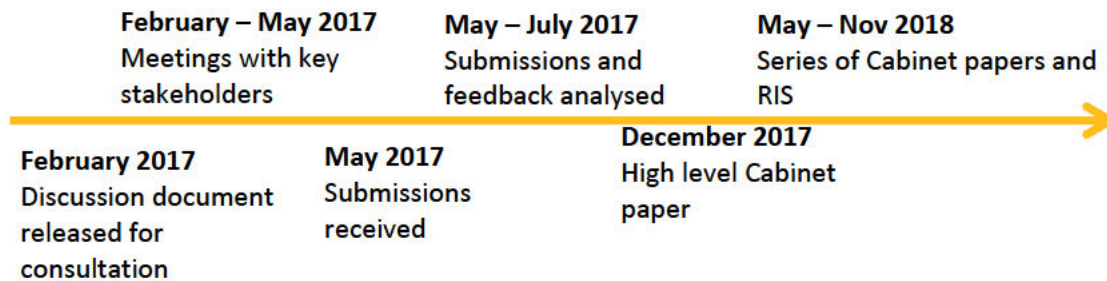 February – May 2017
Meetings with key
stakeholders
May – July 2017
Submissions and
feedback analysed
May – Nov 2018
Series of Cabinet papers and
RIS
February 2017
Discussion document
released for
consultation
May 2017
Submissions
received
December 2017
High level Cabinet
paper